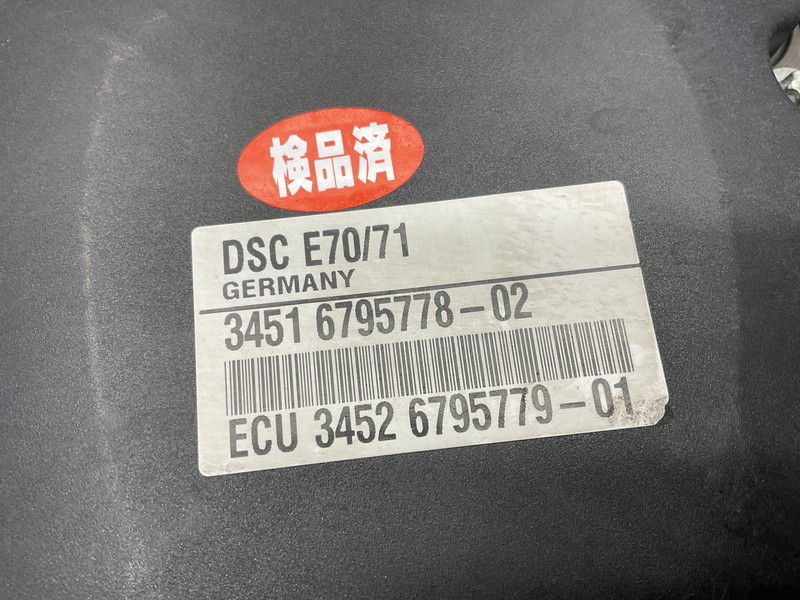 検品済
DSC E70/71
GERMANY
3451 6795778-02
ECU 3452 6795779-01